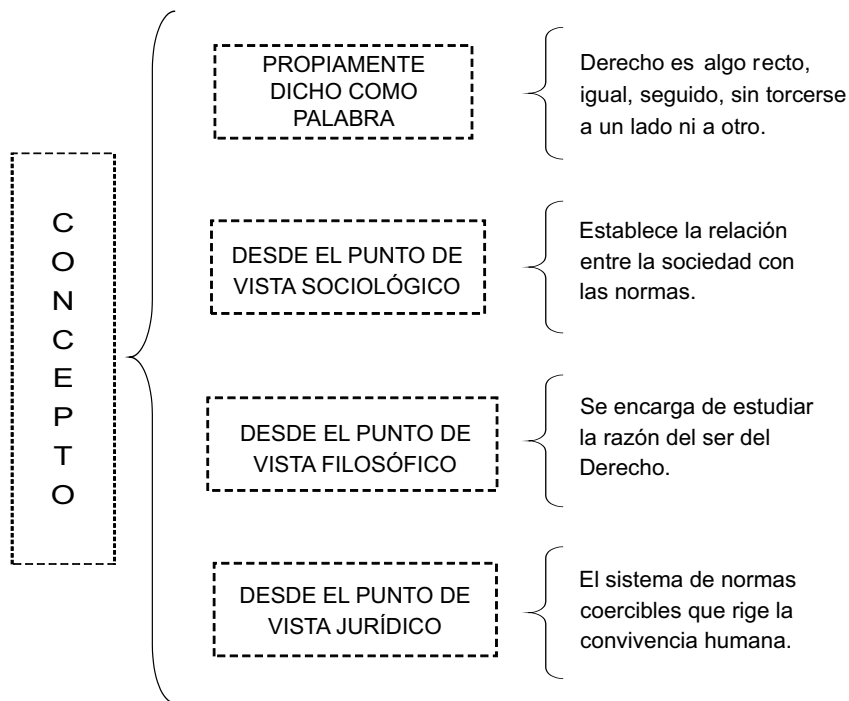 CONCEPTO
PROPIAMENTE
DICHO COMO
PALABRA
Derecho es algo recto,
igual, seguido, sin torcerse
a un lado ni a otro.
DESDE EL PUNTO DE
VISTA SOCIOLÓGICO
Establece la relación
entre la sociedad con
las normas.
DESDE EL PUNTO DE
VISTA FILOSÓFICO
Se encarga de estudiar
la razón del ser del
Derecho.
DESDE EL PUNTO DE
VISTA JURÍDICO
El sistema de normas
coercibles que rige la
convivencia humana.